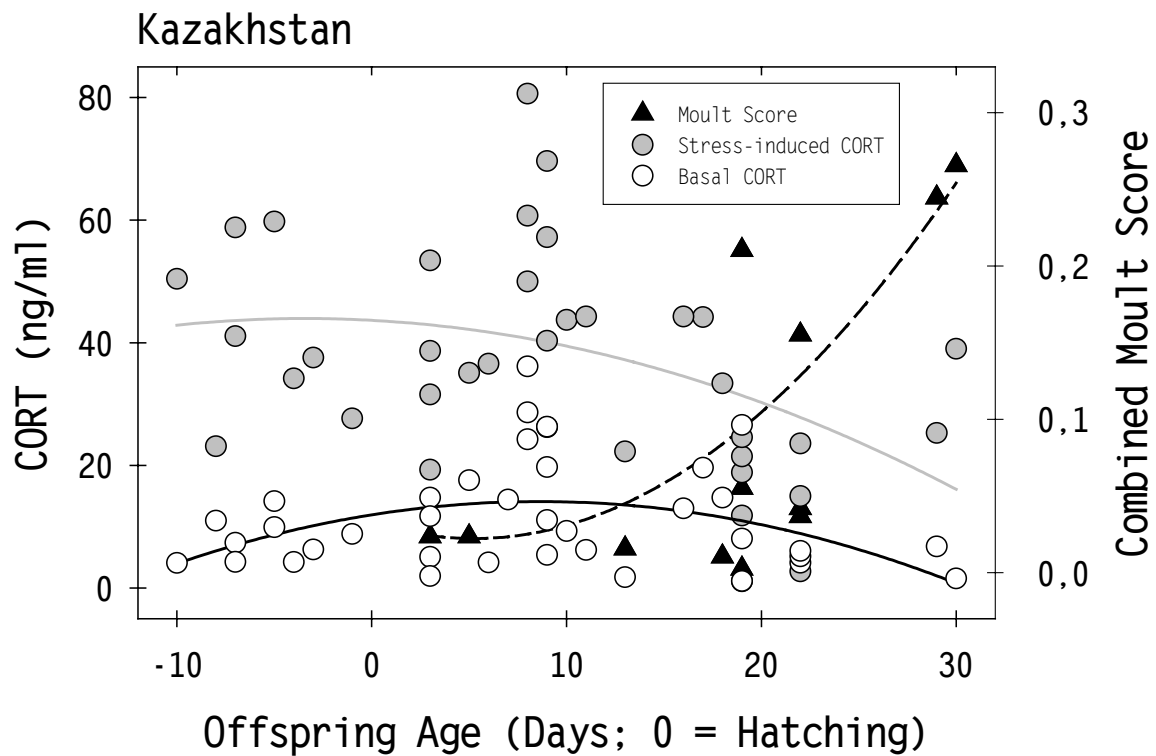 Kazakhstan
80
60
40
20
0
CORT (ng/ml)
Moult Score
Stress-induced CORT
Basal CORT
0,3
0,2
0,1
0,0
Combined Moult Score
-10 0 10 20 30
Offspring Age (Days; 0 = Hatching)